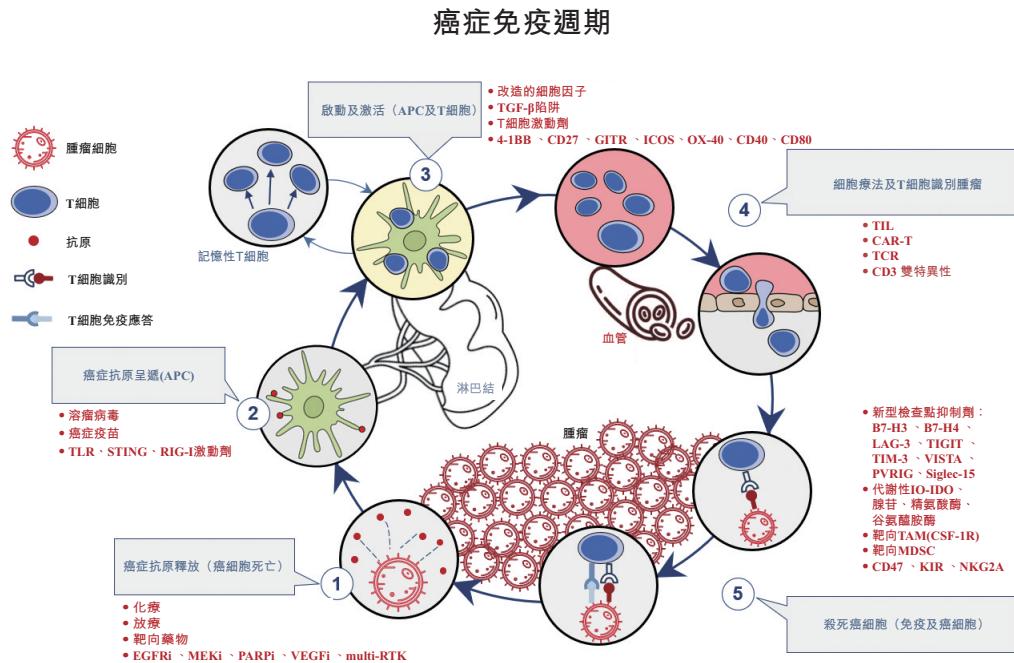 癌症免疫週期
腫瘤細胞
T細胞
抗原
T細胞識別
T細胞免疫應答
啟動及激活（APC及T細胞）
• 改造的細胞因子
• TGF-β陷阱
• T細胞激動劑
• 4-1BB 、CD27 、GITR 、ICOS、OX-40 、CD40 、CD80
3
記憶性T細胞
4
細胞療法及T細胞識別腫瘤
• TIL
• CAR-T
• TCR
• CD3 雙特異性
血管
淋巴結
癌症抗原呈遞(APC)
2
• 溶瘤病毒
• 癌症疫苗
• TLR 、STING 、RIG-I激動劑
腫瘤
• 新型檢查點抑制劑：
B7-H3 、B7-H4 、
LAG-3 、TIGIT 、
TIM-3 、VISTA 、
PVRIG、Siglec-15
• 代謝性IO-IDO 、
腺苷、精氨酸酶、
谷氨醯胺酶
• 靶向TAM(CSF-1R)
• 靶向MDSC
• CD47 、KIR 、NKG2A
癌症抗原釋放（癌細胞死亡）
1
• 化療
• 放療
• 靶向藥物
• EGFRi 、MEKi 、PARPi 、VEGFi 、multi-RTK
5
殺死癌細胞（免疫及癌細胞）